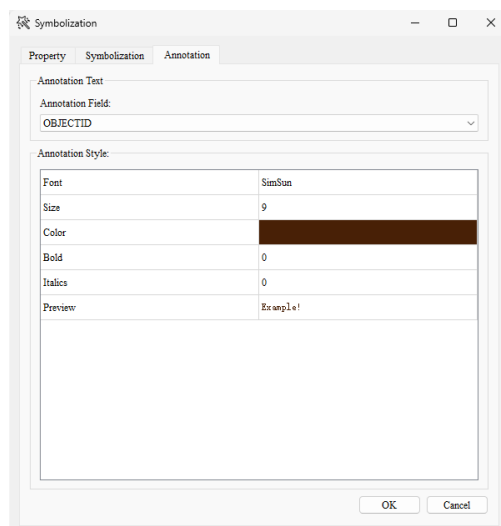 Symbolization
Property Symbolization Annotation
Annotation Text
Annotation Field:
OBJECTID
Annotation Style:
Font SimSun
Size 9
Color
Bold 0
Italics 0
Preview Example!
OK Cancel